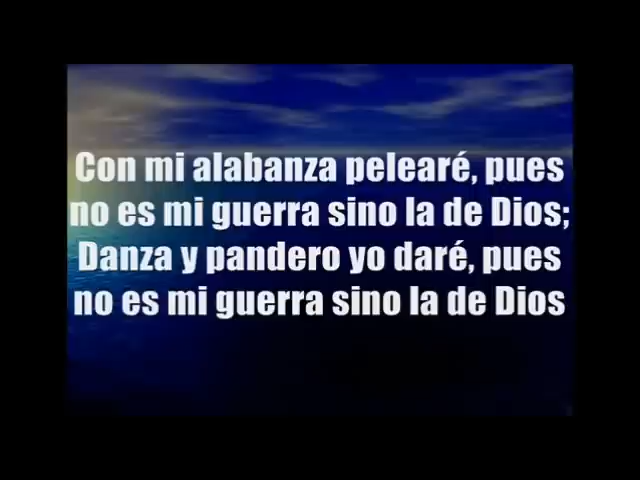 Con mi alabanza pelearé, pues
no es mi guerra sino la de Dios;
Danza y pandero yo daré, pues
no es mi guerra sino la de Dios